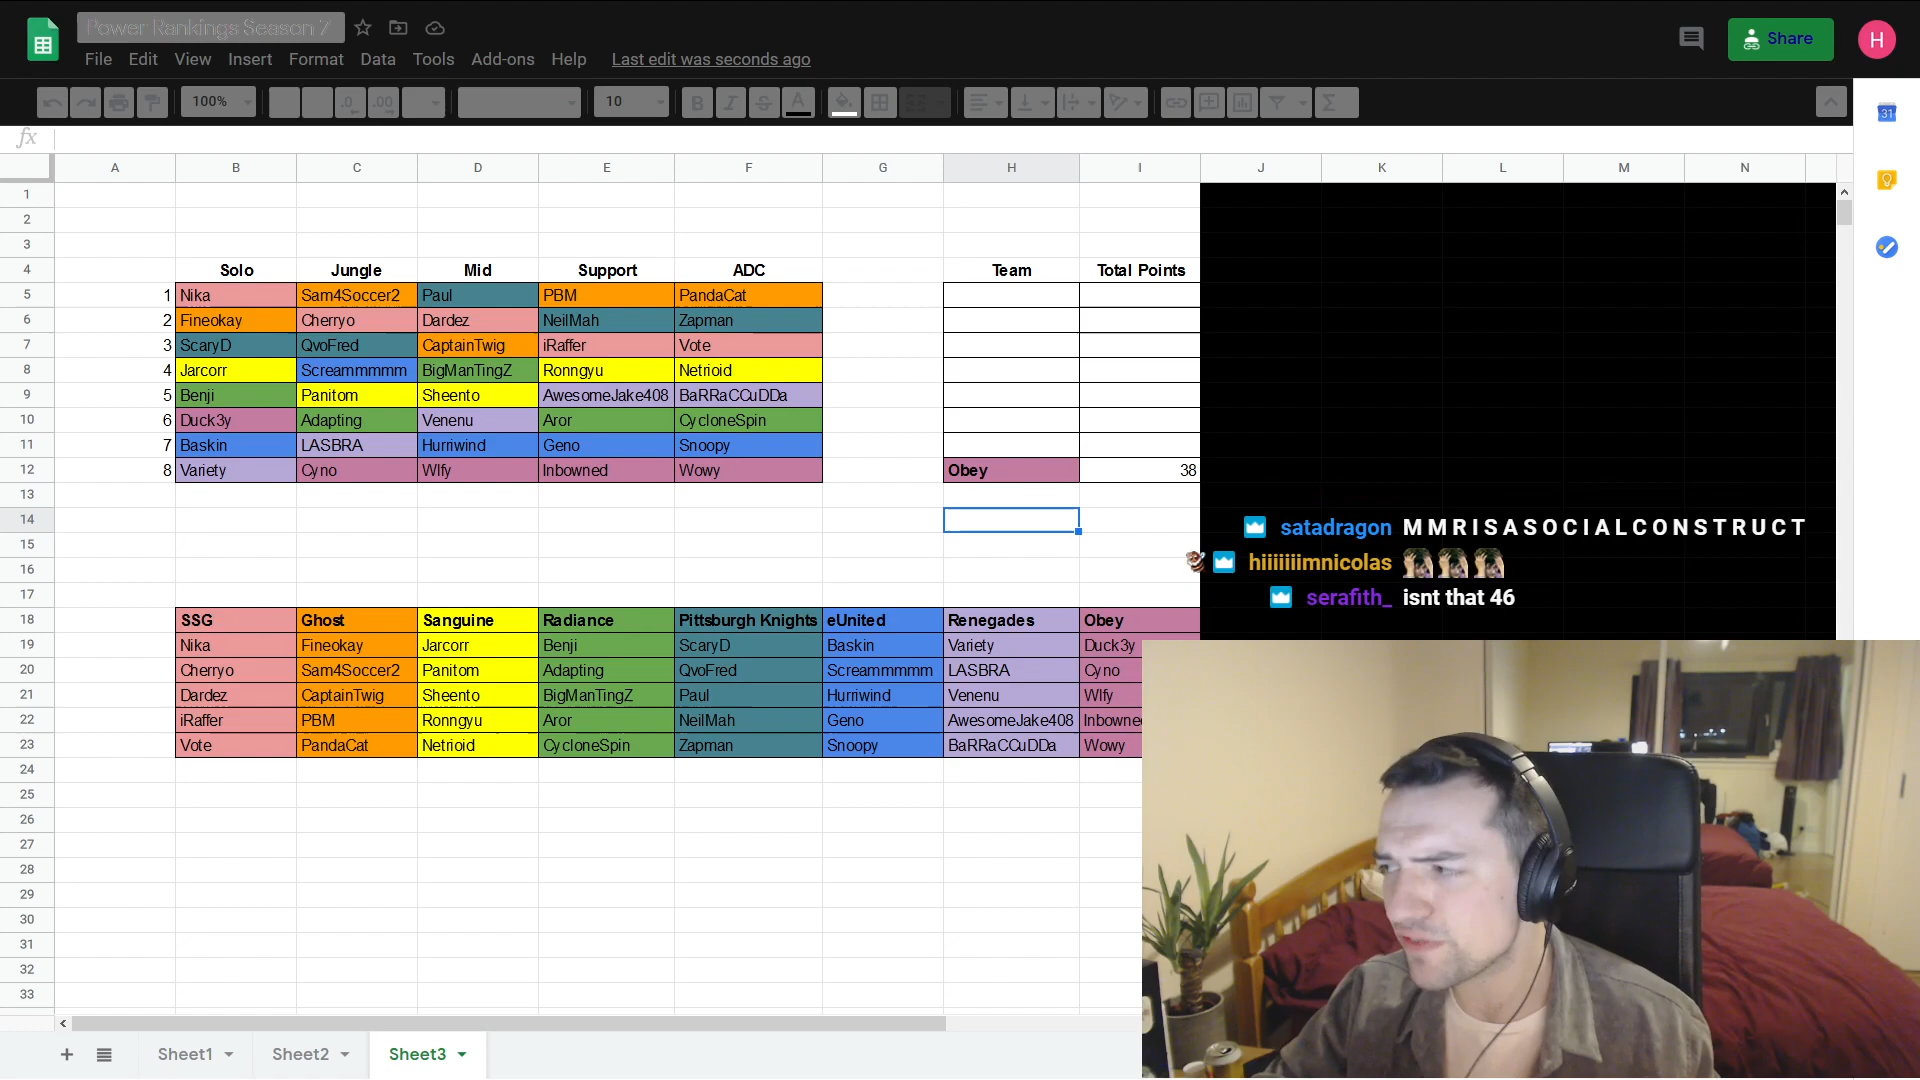 Power Rankings Season 7
File Edit View Insert Format Data Tools Add-ons Help Last edit was seconds ago
Share
H
100% .0 .00 10 B I S A
31
fx
A B C D E F G H I J K L M N
1
2
3
4 Solo Jungle Mid Support ADC Team Total Points
5 1 Nika Sam4Soccer2 Paul PBM PandaCat
6 2 Fineokay Cherryo Dardez NeilMah Zapman
7 3 ScaryD QvoFred CaptainTwig iRaffer Vote
8 4 Jarcorr Screammmmm BigManTingZ Ronngyu Netrioid
9 5 Benji Panitom Sheento AwesomeJake408 BaRRaCCuDDa
10 6 Duck3y Adapting Venenu Aror CycloneSpin
11 7 Baskin LASBRA Hurriwind Geno Snoopy
12 8 Variety Cyno Wlfy Inbowned Wowy Obey 38
13
14
15
16
17
satadragon M M R I S A S O C I A L C O N S T R U C T
hiiiiiiimnicolas
serafith_ isnt that 46
18 SSG Ghost Sanguine Radiance Pittsburgh Knights eUnited Renegades Obey
19 Nika Fineokay Jarcorr Benji ScaryD Baskin Variety Duck3y
20 Cherryo Sam4Soccer2 Panitom Adapting QvoFred Screammmmm LASBRA Cyno
21 Dardez CaptainTwig Sheento BigManTingZ Paul Hurriwind Venenu Wlfy
22 iRaffer PBM Ronngyu Aror NeilMah Geno AwesomeJake408 Inbowne
23 Vote PandaCat Netrioid CycloneSpin Zapman Snoopy BaRRaCCuDDa Wowy
24
25
26
27
28
29
30
31
32
33
Sheet1 Sheet2 Sheet3